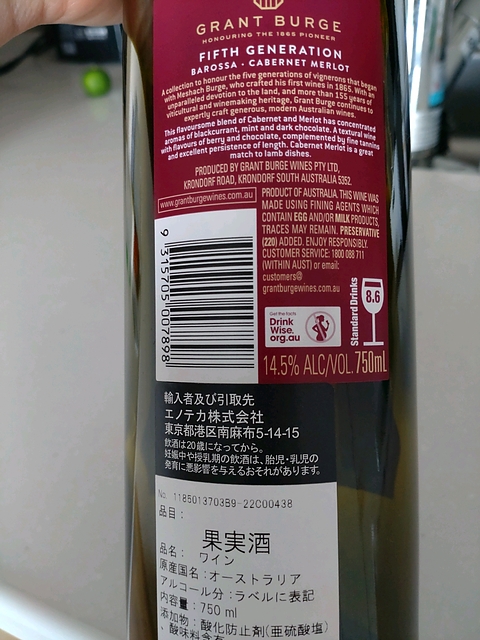 GRANT BURGE
HONOURING THE 1865 PIONEER
FIFTH GENERATION
BAROSSA · CABERNET MERLOT
A collection to honour the five generations of vignerons that began
with Meshach Burge, who planted his first wines in 1865. With an
unparalleled devotion to the land, and more than 155 years of
viticultural and winemaking heritage, Grant Burge continues to
expertly craft generous, modern Australian wines.
This flavoursome blend of Cabernet and Merlot has concentrated
aromas of blackcurrant, mint and dark chocolate. A textural wine
with flavours of berry and chocolate, complemented by fine tannins
and excellent persistence of length. Cabernet Merlot is a great
match to lamb dishes.
PRODUCED BY GRANT BURGE WINES PTY LTD,
KRONDORF ROAD, KRONDORF SOUTH AUSTRALIA 5352.
www.grantburgewines.com.au
PRODUCT OF AUSTRALIA. THIS WINE WAS
MADE USING FINING AGENTS WHICH
CONTAIN EGG AND/OR MILK PRODUCTS.
TRACES MAY REMAIN. PRESERVATIVE
(220) ADDED. ENJOY RESPONSIBLY.
CUSTOMER SERVICE: 1800 088 711
(WITHIN AUST) or email:
customers@
grantburgewines.com.au
9 315705 007898
Get the facts
Drink
Wise.
org.au
Standard Drinks
8.6
14.5% ALC/VOL. 750mL
輸入者及び引取先
エノテカ株式会社
東京都港区南麻布5-14-15
飲酒は20歳になってから。
妊娠中や授乳期の飲酒は、胎児・乳児の
発育に悪影響を与えるおそれがあります。
No. 1185013703B9-22C00438
品目：
果実酒
品名： ワイン
原産国名：オーストラリア
アルコール分：ラベルに表記
内容量：750 ml
添加物：酸化防止剤(亜硫酸塩)
、酸味料含有